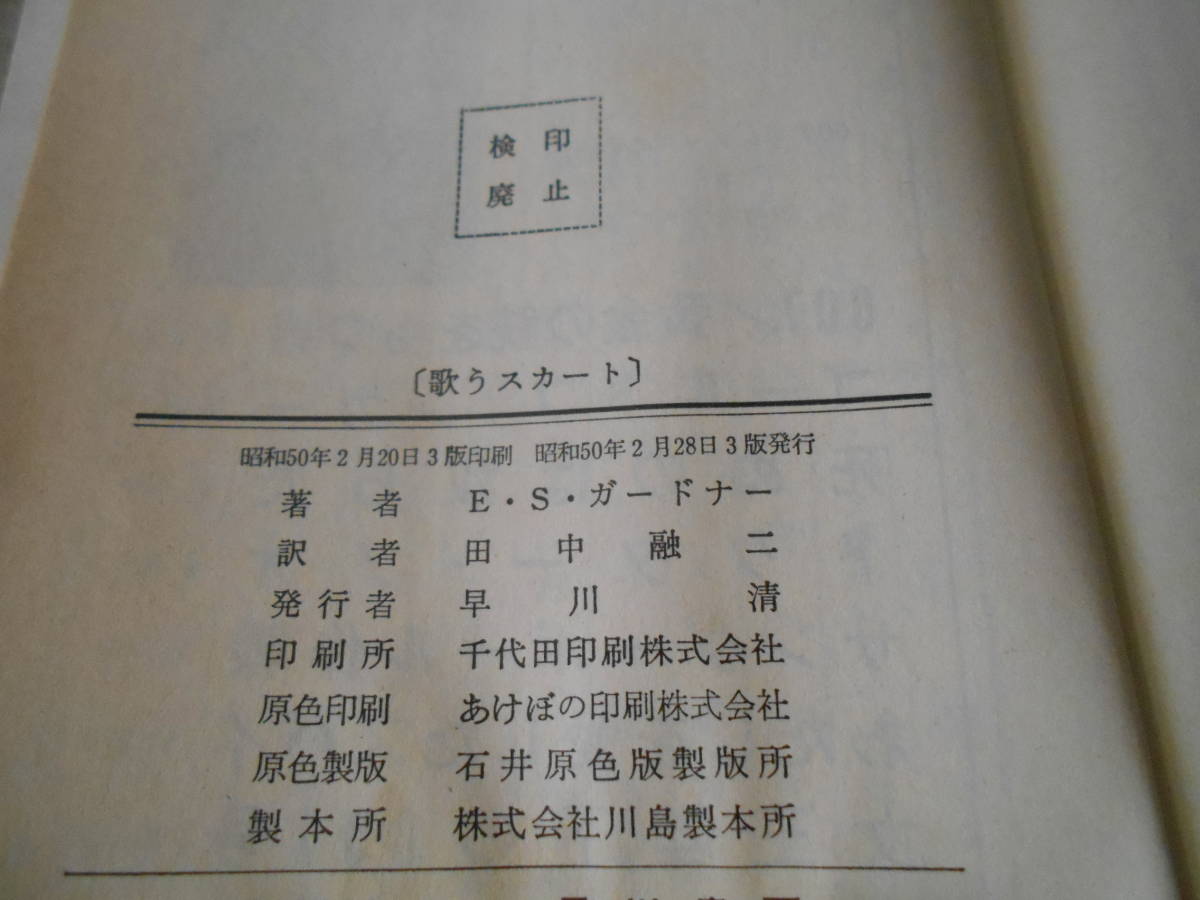 検印
廃止
〔歌うスカート〕
昭和50年2月20日3版印刷 昭和50年2月28日3版発行
著者 E・S・ガードナー
訳者 田中融二
発行者 早川清
印刷所 千代田印刷株式会社
原色印刷 あけぼの印刷株式会社
原色製版 石井原色版製版所
製本所 株式会社川島製本所